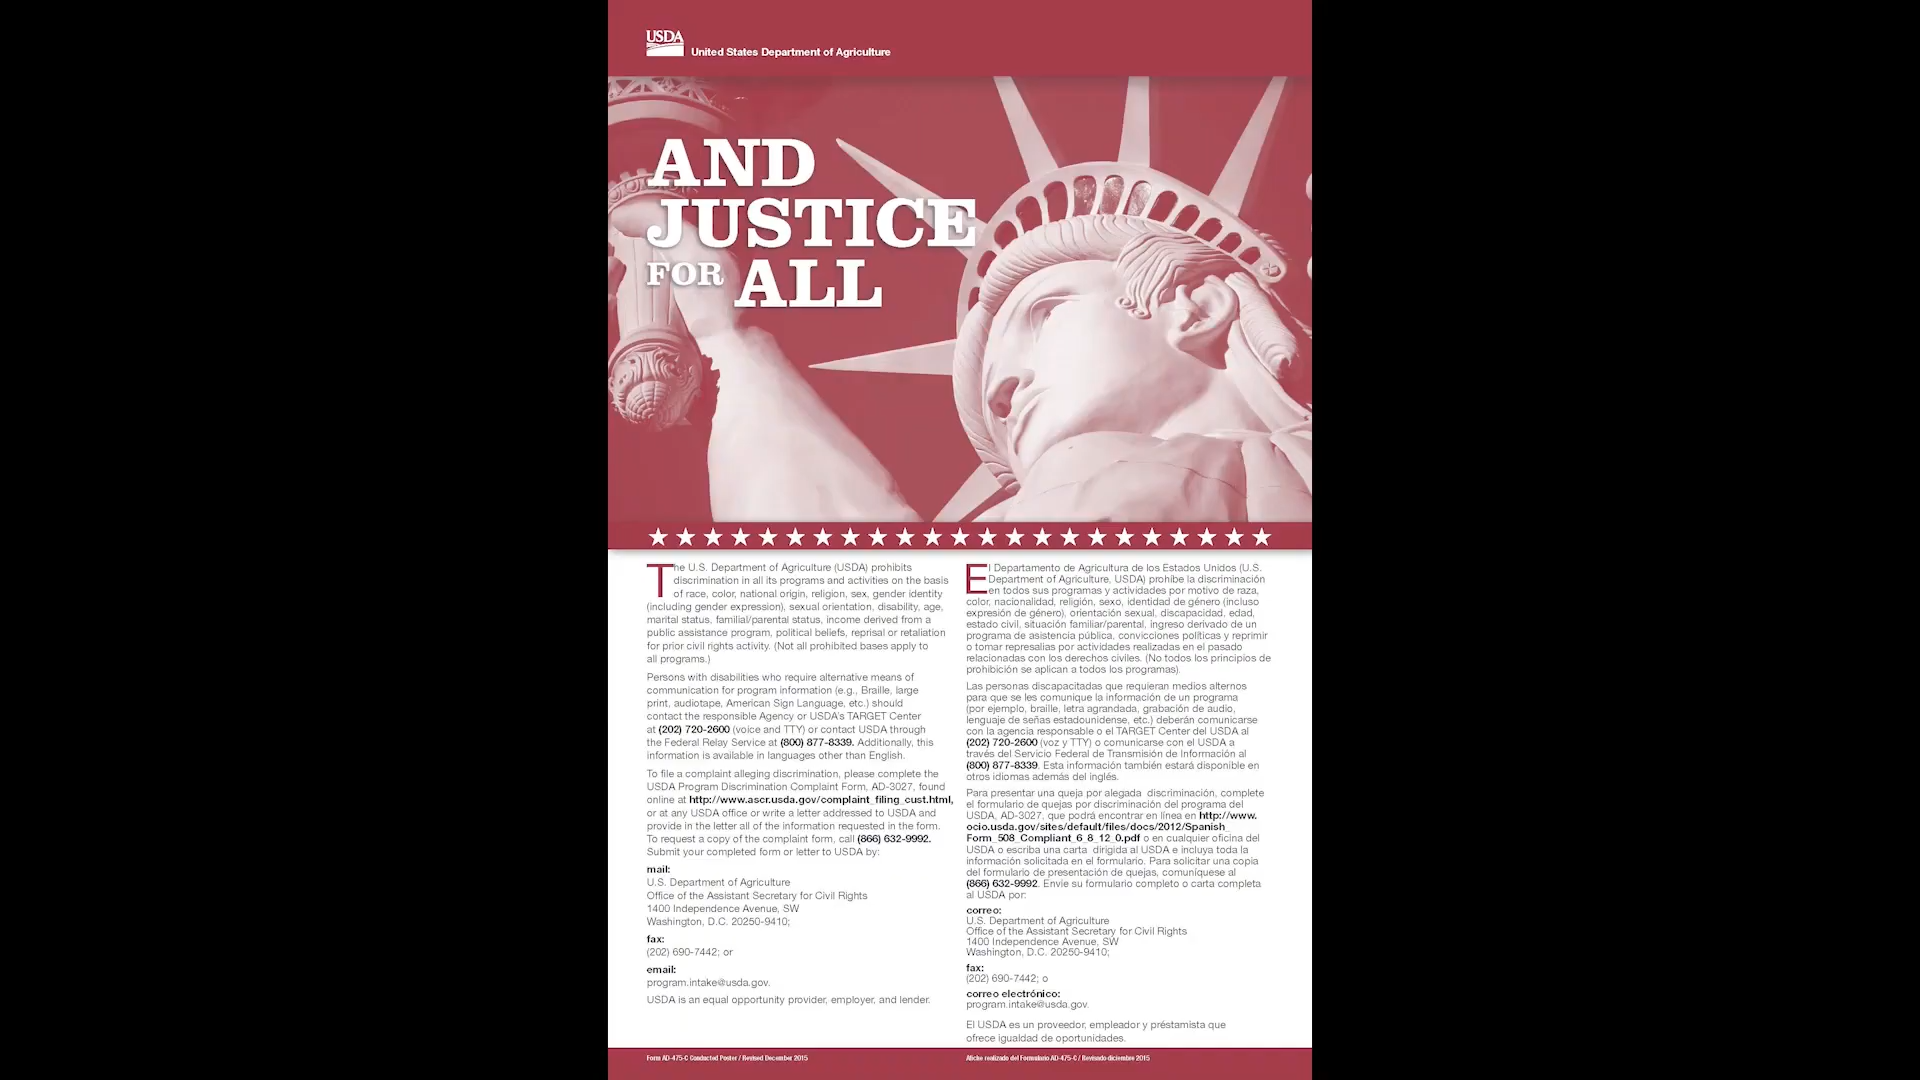 USDA
United States Department of Agriculture
AND
JUSTICE
FOR ALL
The U.S. Department of Agriculture (USDA) prohibits
discrimination in all its programs and activities on the basis
of race, color, national origin, religion, sex, gender identity
(including gender expression), sexual orientation, disability, age,
marital status, familial/parental status, income derived from a
public assistance program, political beliefs, reprisal or retaliation
for prior civil rights activity. (Not all prohibited bases apply to
all programs.)
Persons with disabilities who require alternative means of
communication for program information (e.g., Braille, large
print, audiotape, American Sign Language, etc.) should
contact the responsible Agency or USDA's TARGET Center
at (202) 720-2600 (voice and TTY) or contact USDA through
the Federal Relay Service at (800) 877-8339. Additionally, this
information is available in languages other than English.
To file a complaint alleging discrimination, please complete the
USDA Program Discrimination Complaint Form, AD-3027, found
online at http://www.ascr.usda.gov/complaint_filing_cust.html,
or at any USDA office or write a letter addressed to USDA and
provide in the letter all of the information requested in the form.
To request a copy of the complaint form, call (866) 632-9992.
Submit your completed form or letter to USDA by:
mail:
U.S. Department of Agriculture
Office of the Assistant Secretary for Civil Rights
1400 Independence Avenue, SW
Washington, D.C. 20250-9410;
fax:
(202) 690-7442; or
email:
program.intake@usda.gov.
USDA is an equal opportunity provider, employer, and lender.
El Departamento de Agricultura de los Estados Unidos (U.S.
Department of Agriculture, USDA) prohíbe la discriminación
en todos sus programas y actividades por motivo de raza,
color, nacionalidad, religión, sexo, identidad de género (incluso
expresión de género), orientación sexual, discapacidad, edad,
estado civil, situación familiar/parental, ingreso derivado de un
programa de asistencia pública, convicciones políticas y reprimir
o tomar represalias por actividades realizadas en el pasado
relacionadas con los derechos civiles. (No todos los principios de
prohibición se aplican a todos los programas).
Las personas discapacitadas que requieran medios alternos
para que se les comunique la información de un programa
(por ejemplo, braille, letra agrandada, grabación de audio,
lenguaje de señas estadounidense, etc.) deberán comunicarse
con la agencia responsable o el TARGET Center del USDA al
(202) 720-2600 (voz y TTY) o comunicarse con el USDA a
través del Servicio Federal de Transmisión de Información al
(800) 877-8339. Esta información también estará disponible en
otros idiomas además del inglés.
Para presentar una queja por alegada discriminación, complete
el formulario de quejas por discriminación del programa del
USDA, AD-3027, que podrá encontrar en línea en http://www.
ocio.usda.gov/sites/default/files/docs/2012/Spanish_
Form_508_Compliant_6_8_12_0.pdf o en cualquier oficina del
USDA o escriba una carta dirigida al USDA e incluya toda la
información solicitada en el formulario. Para solicitar una copia
del formulario de presentación de quejas, comuníquese al
(866) 632-9992. Envíe su formulario completo o carta completa
al USDA por:
correo:
U.S. Department of Agriculture
Office of the Assistant Secretary for Civil Rights
1400 Independence Avenue, SW
Washington, D.C. 20250-9410;
fax:
(202) 690-7442; o
correo electrónico:
program.intake@usda.gov.
El USDA es un proveedor, empleador y préstamista que
ofrece igualdad de oportunidades.
Form AD-475-C Conducted Poster / Revised December 2015
Afiche realizado del Formulario AD-475-C / Revisado diciembre 2015